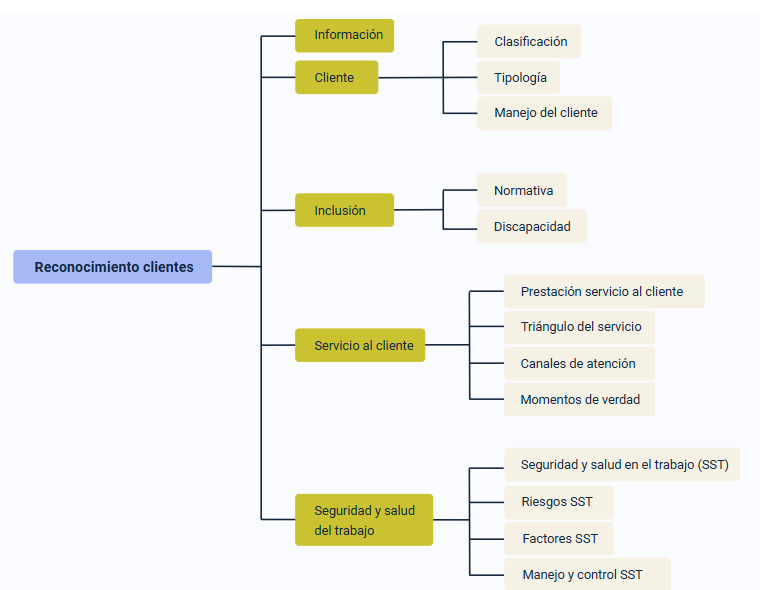 Reconocimiento clientes
Información
Cliente
Clasificación
Tipología
Manejo del cliente
Inclusión
Normativa
Discapacidad
Servicio al cliente
Prestación servicio al cliente
Triángulo del servicio
Canales de atención
Momentos de verdad
Seguridad y salud
del trabajo
Seguridad y salud en el trabajo (SST)
Riesgos SST
Factores SST
Manejo y control SST